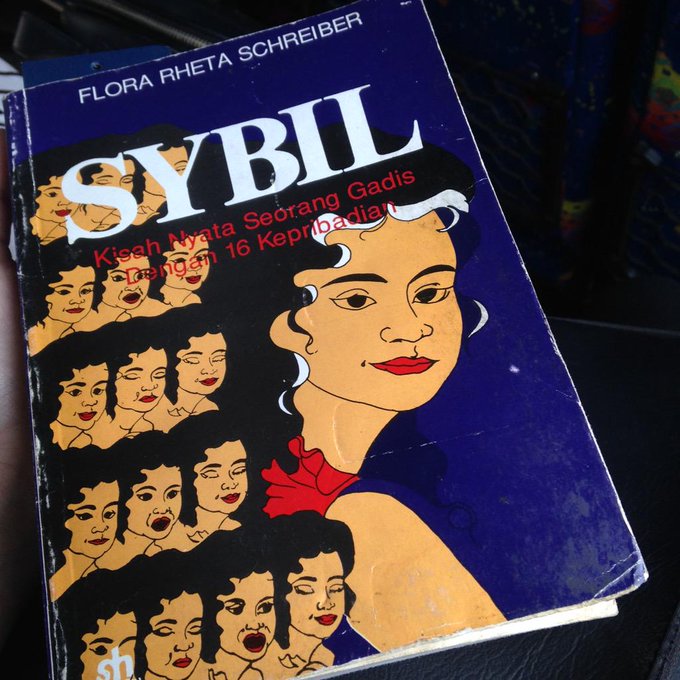 FLORA RHETA SCHREIBER
SYBIL
Kisah Nyata Seorang Gadis
Dengan 16 Kepribadian
sh